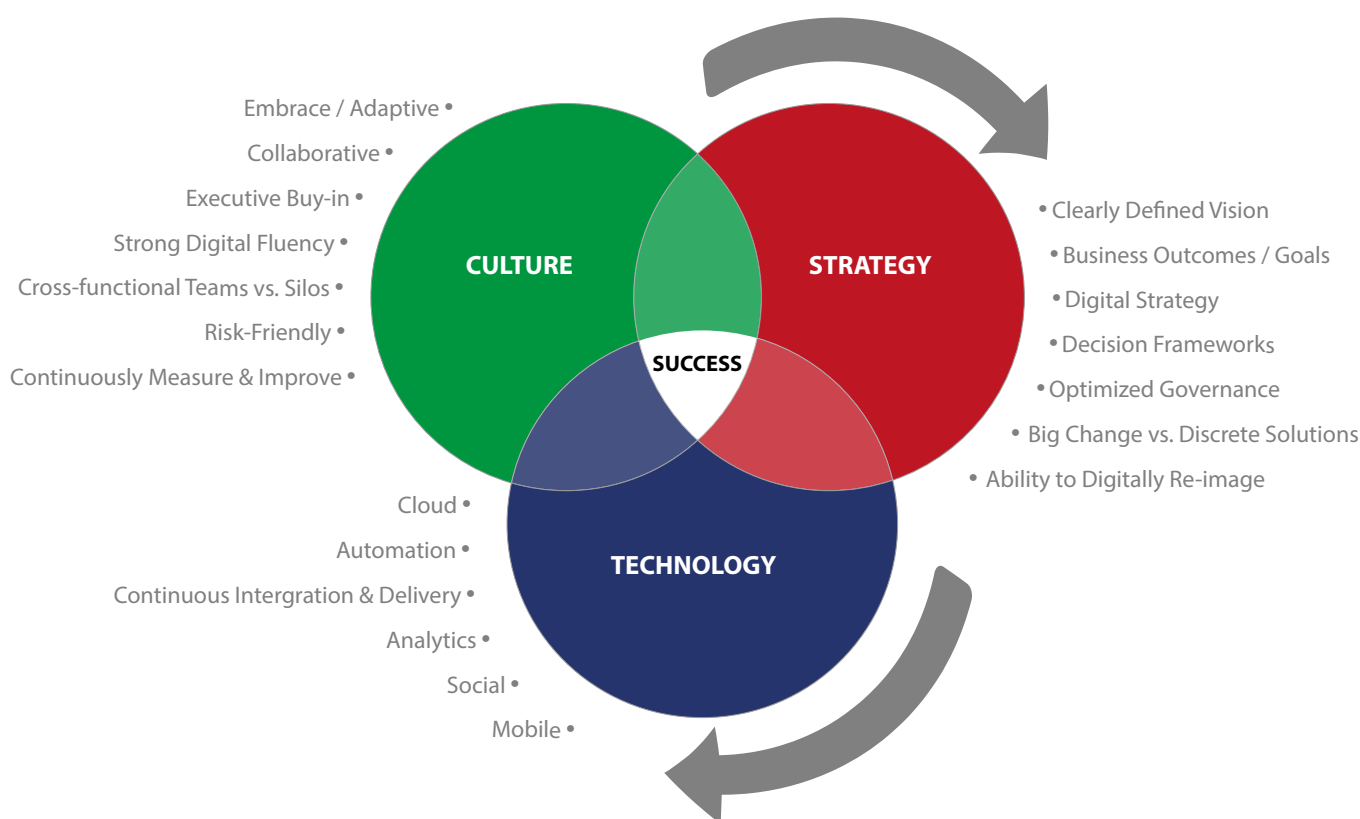 Embrace / Adaptive •
Collaborative •
Executive Buy-in •
Strong Digital Fluency •
Cross-functional Teams vs. Silos •
Risk-Friendly •
Continuously Measure & Improve •
CULTURE
STRATEGY
SUCCESS
• Clearly Defined Vision
• Business Outcomes / Goals
• Digital Strategy
• Decision Frameworks
• Optimized Governance
• Big Change vs. Discrete Solutions
• Ability to Digitally Re-image
TECHNOLOGY
Cloud •
Automation •
Continuous Intergration & Delivery •
Analytics •
Social •
Mobile •